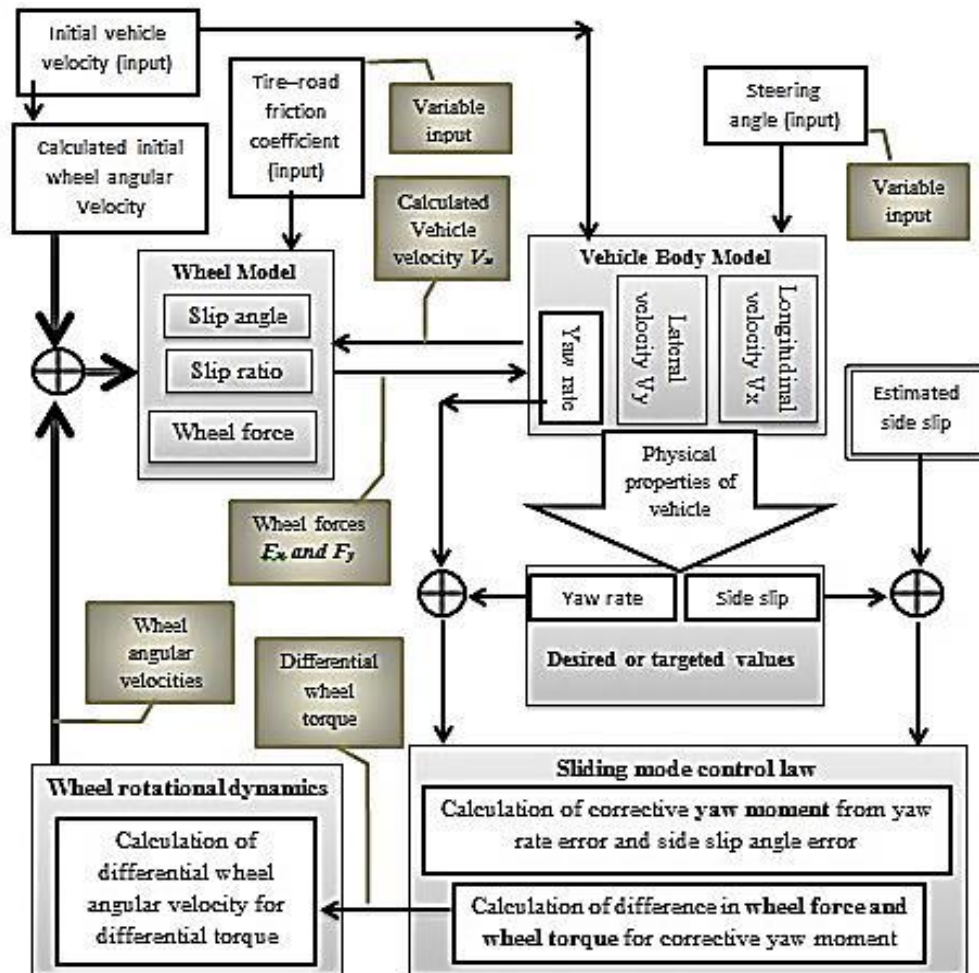 Initial vehicle
velocity (input)
Tire–road
friction
coefficient
(input)
Variable
input
Steering
angle (input)
Variable
input
Calculated initial
wheel angular
Velocity
Calculated
Vehicle
velocity Vx
Wheel Model
Slip angle
Slip ratio
Wheel force
Vehicle Body Model
Yaw rate
Lateral
velocity Vy
Longitudinal
velocity Vx
Estimated
side slip
Physical
properties of
vehicle
Wheel forces
Fx and Fy
Yaw rate
Side slip
Desired or targeted values
Wheel
angular
velocities
Differential
wheel
torque
Wheel rotational dynamics
Calculation of
differential wheel
angular velocity for
differential torque
Sliding mode control law
Calculation of corrective yaw moment from yaw
rate error and side slip angle error
Calculation of difference in wheel force and
wheel torque for corrective yaw moment